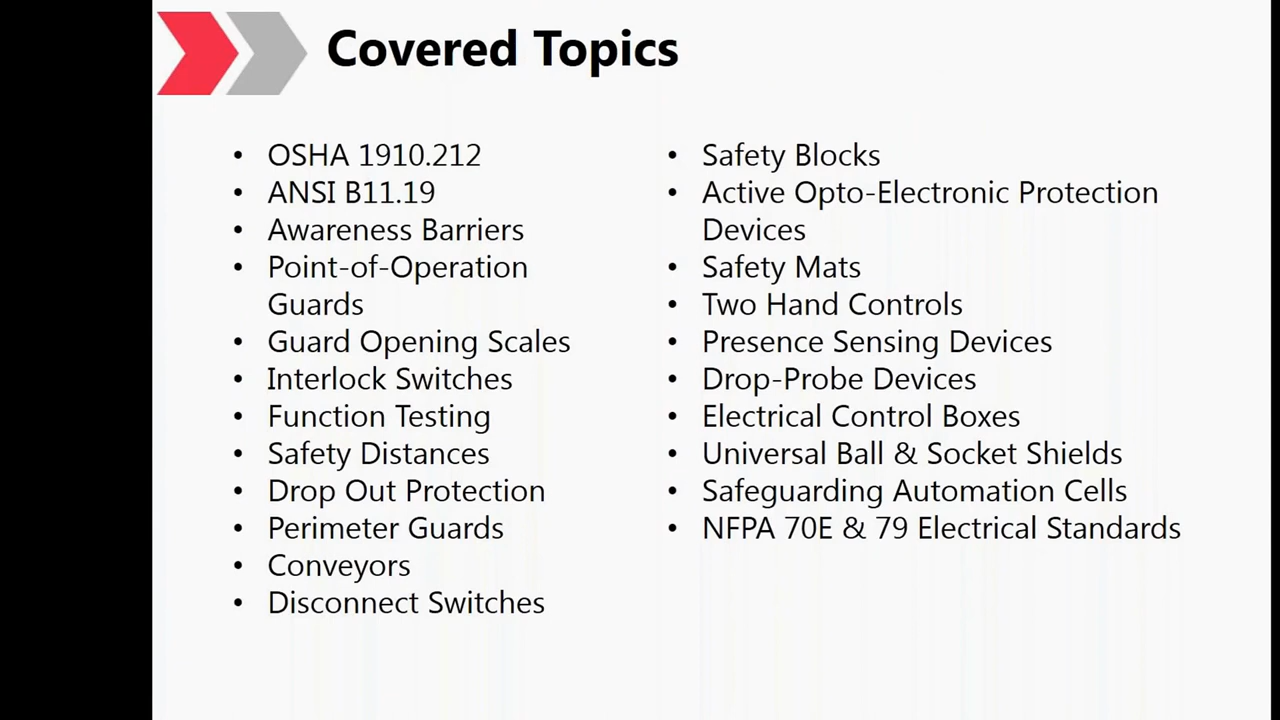 Covered Topics
• OSHA 1910.212
• ANSI B11.19
• Awareness Barriers
• Point-of-Operation
Guards
• Guard Opening Scales
• Interlock Switches
• Function Testing
• Safety Distances
• Drop Out Protection
• Perimeter Guards
• Conveyors
• Disconnect Switches
• Safety Blocks
• Active Opto-Electronic Protection
Devices
• Safety Mats
• Two Hand Controls
• Presence Sensing Devices
• Drop-Probe Devices
• Electrical Control Boxes
• Universal Ball & Socket Shields
• Safeguarding Automation Cells
• NFPA 70E & 79 Electrical Standards